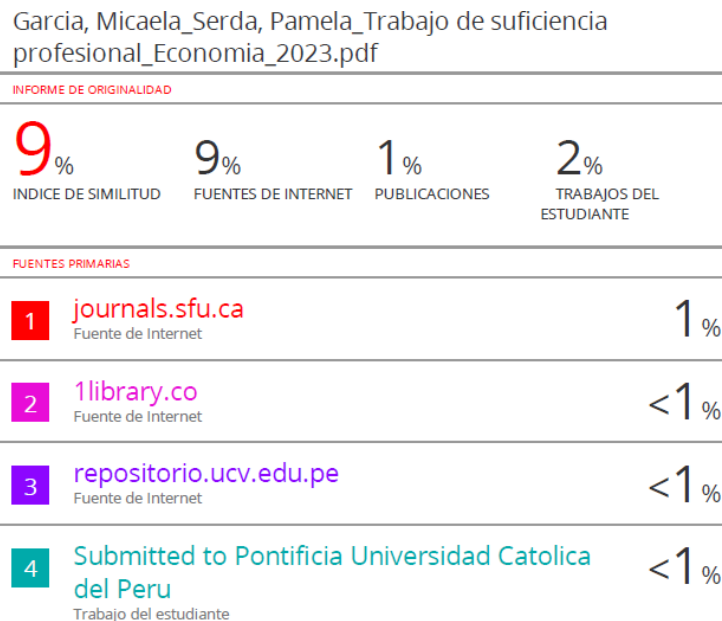 Garcia, Micaela_Serda, Pamela_Trabajo de suficiencia
profesional_Economia_2023.pdf
INFORME DE ORIGINALIDAD
9%
INDICE DE SIMILITUD
9%
FUENTES DE INTERNET
1%
PUBLICACIONES
2%
TRABAJOS DEL
ESTUDIANTE
FUENTES PRIMARIAS
1
journals.sfu.ca
Fuente de Internet
1%
2
1library.co
Fuente de Internet
<1%
3
repositorio.ucv.edu.pe
Fuente de Internet
<1%
4
Submitted to Pontificia Universidad Catolica
del Peru
Trabajo del estudiante
<1%